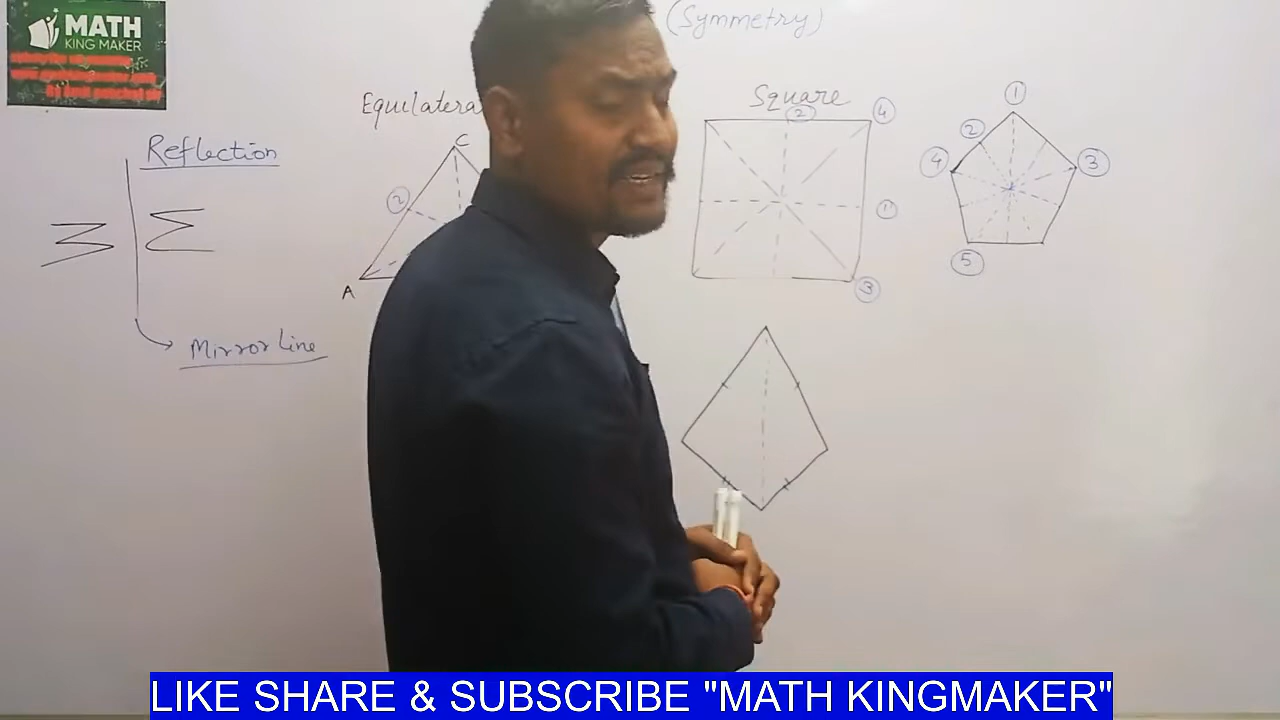 MATH
KING MAKER
(Symmetry)
Equilatera
Square
Reflection
Mirror Line
C
2
A
2
4
1
3
1
2
4
3
5
LIKE SHARE & SUBSCRIBE "MATH KINGMAKER"